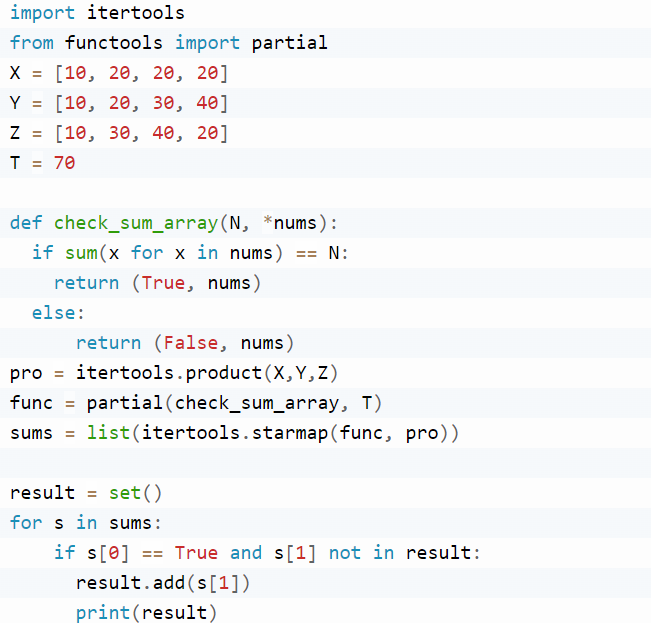 import itertools
from functools import partial
X = [10, 20, 20, 20]
Y = [10, 20, 30, 40]
Z = [10, 30, 40, 20]
T = 70

def check_sum_array(N, *nums):
  if sum(x for x in nums) == N:
    return (True, nums)
  else:
      return (False, nums)
pro = itertools.product(X,Y,Z)
func = partial(check_sum_array, T)
sums = list(itertools.starmap(func, pro))

result = set()
for s in sums:
    if s[0] == True and s[1] not in result:
      result.add(s[1])
      print(result)